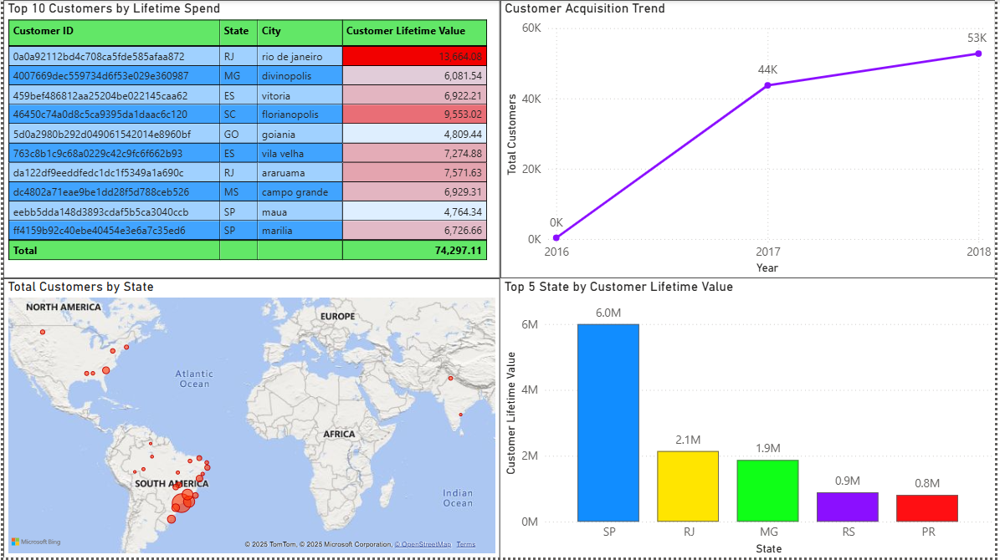 Top 10 Customers by Lifetime Spend
Customer ID State City Customer Lifetime Value
0a0a92112bd4c708ca5fde585afaa872 RJ rio de janeiro 13,664.08
4007669dec559734d6f53e029e360987 MG divinopolis 6,081.54
459bef486812aa25204be022145caa62 ES vitoria 6,922.21
46450c74a0d8c5ca9395da1daac6c120 SC florianopolis 9,553.02
5d0a2980b292d049061542014e8960bf GO goiania 4,809.44
763c8b1c9c68a0229c42c9fc6f662b93 ES vila velha 7,274.88
da122df9eeddfedc1dc1f5349a1a690c RJ araruama 7,571.63
dc4802a71eae9be1dd28f5d788ceb526 MS campo grande 6,929.31
eebb5dda148d3893cdaf5b5ca3040ccb SP maua 4,764.34
ff4159b92c40ebe40454e3e6a7c35ed6 SP marilia 6,726.66
Total 74,297.11
Customer Acquisition Trend
Total Customers
60K
40K
20K
0K
0K
44K
53K
2016 2017 2018
Year
Total Customers by State
NORTH AMERICA
EUROPE
Atlantic
Ocean
AFRICA
SOUTH AMERICA
Indian
Ocean
Microsoft Bing
© 2025 TomTom, © 2025 Microsoft Corporation, © OpenStreetMap Terms
Top 5 State by Customer Lifetime Value
Customer Lifetime Value
6M
4M
2M
0M
6.0M
2.1M
1.9M
0.9M
0.8M
SP RJ MG RS PR
State